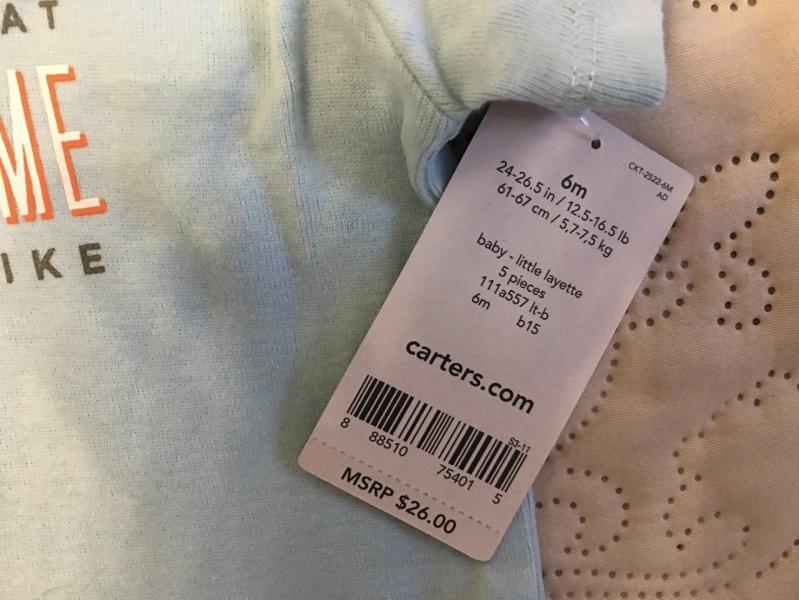 AT
ME
IKE
CKT-2522-6M
AD
6m
24-26.5 in / 12.5-16.5 lb
61-67 cm / 5,7-7,5 kg
baby - little layette
5 pieces
111a557 lt-b
6m b15
carters.com
S3-11
8 88510 75401 5
MSRP $26.00